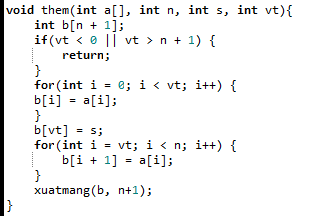 void them(int a[], int n, int s, int vt){
    int b[n + 1];
    if(vt < 0 || vt > n + 1) {
        return;
    }
    for(int i = 0; i < vt; i++) {
    b[i] = a[i];
    }
    b[vt] = s;
    for(int i = vt; i < n; i++) {
        b[i + 1] = a[i];
    }
    xuatmang(b, n+1);
}